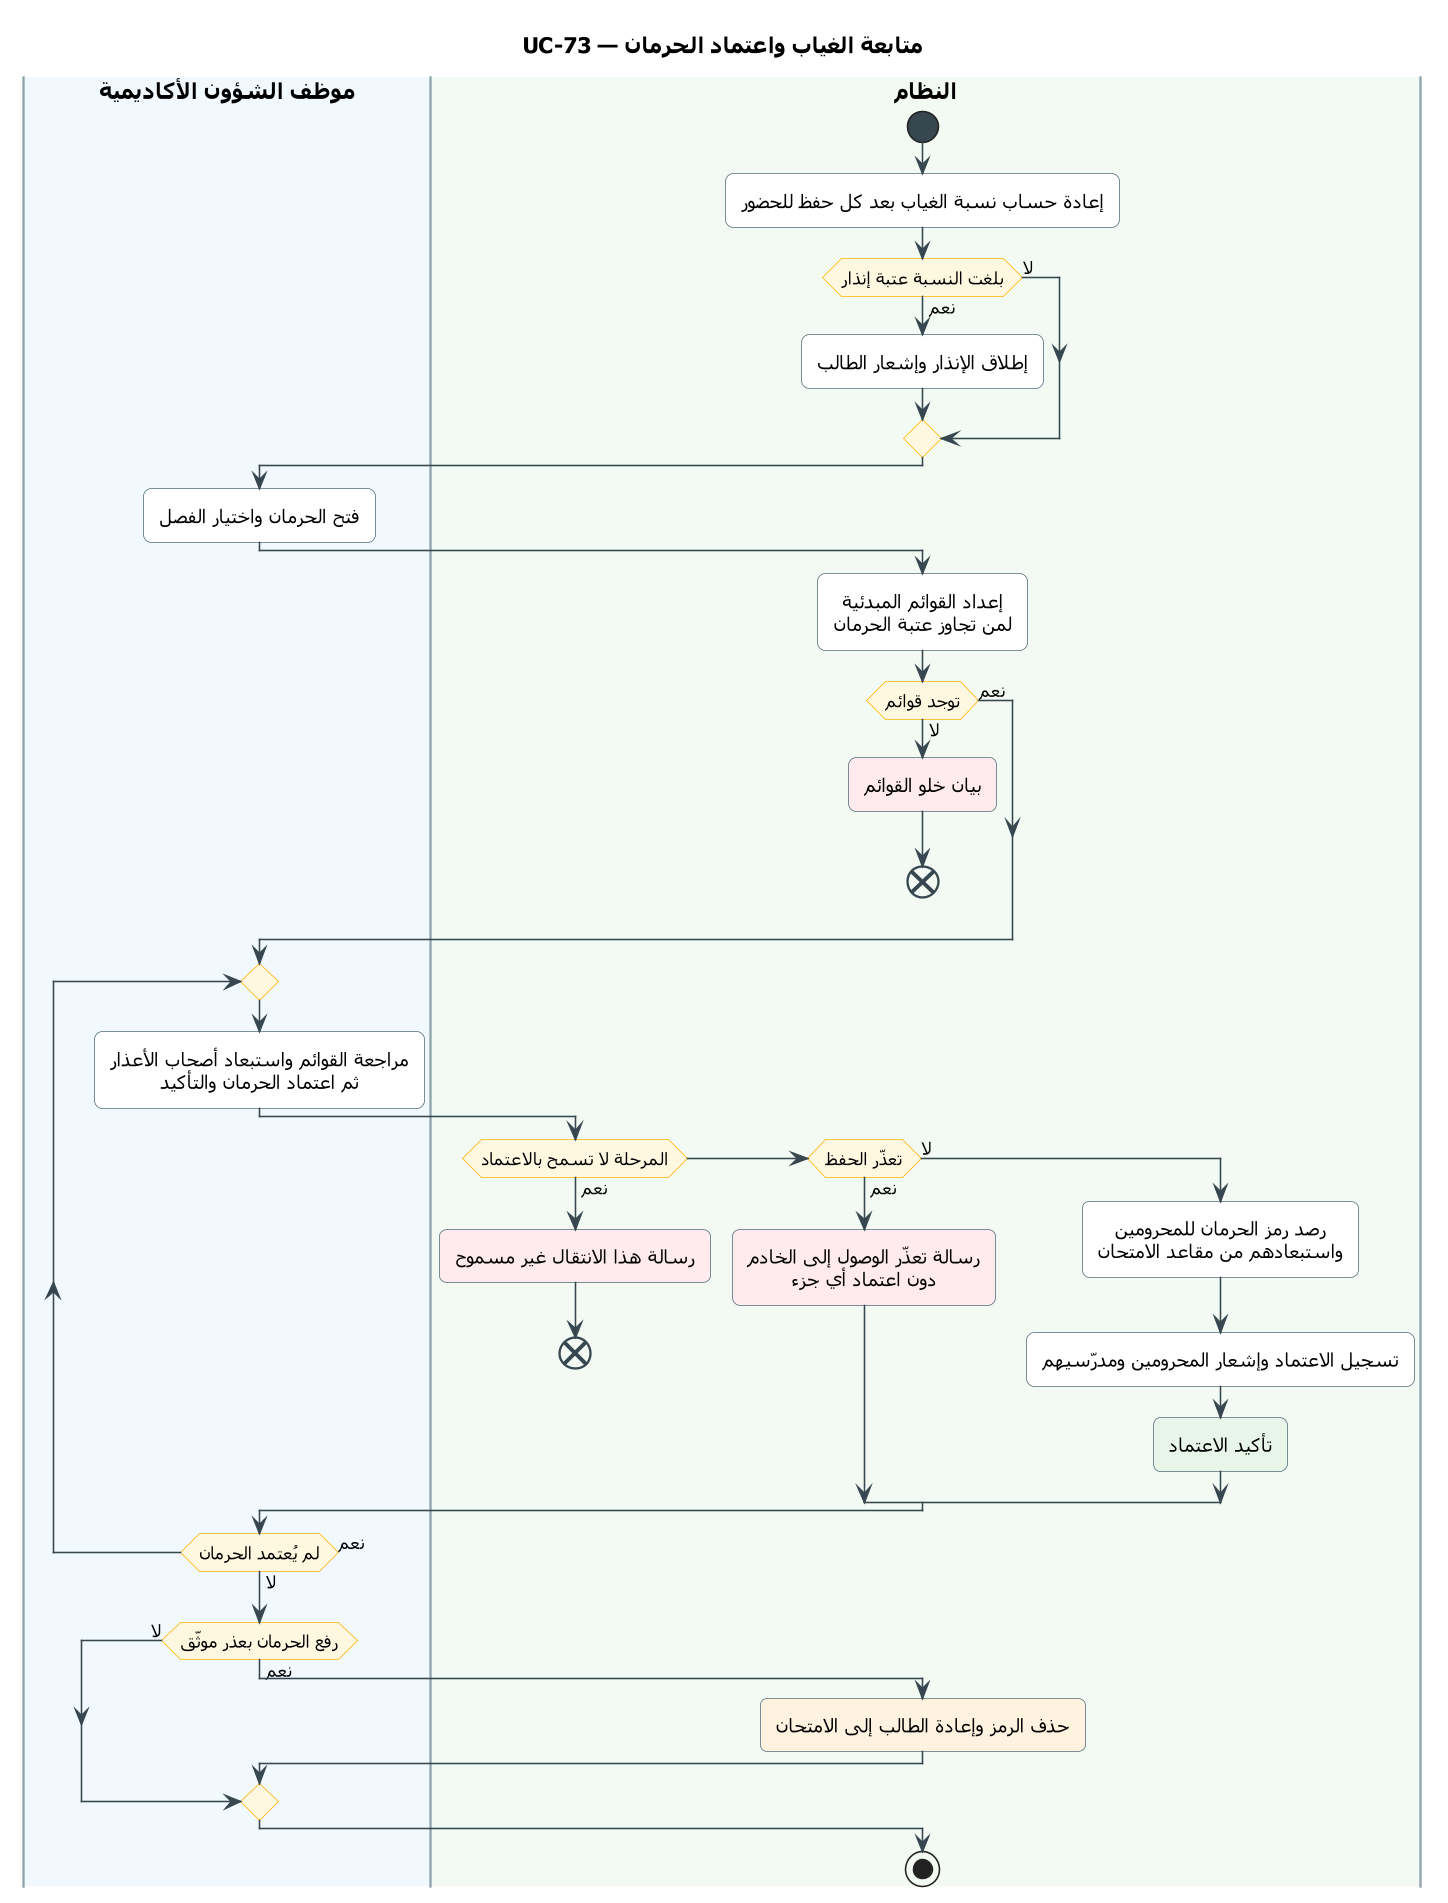 متابعة الغياب واعتماد الحرمان — UC-73
موظف الشؤون الأكاديمية
النظام
إعادة حساب نسبة الغياب بعد كل حفظ للحضور
بلغت النسبة عتبة إنذار
لا
نعم
إطلاق الإنذار وإشعار الطالب
فتح الحرمان واختيار الفصل
إعداد القوائم المبدئية
لمن تجاوز عتبة الحرمان
توجد قوائم
نعم
لا
بيان خلو القوائم
مراجعة القوائم واستبعاد أصحاب الأعذار
ثم اعتماد الحرمان والتأكيد
المرحلة لا تسمح بالاعتماد
نعم
تعذّر الحفظ
لا
نعم
رسالة هذا الانتقال غير مسموح
رسالة تعذّر الوصول إلى الخادم
دون اعتماد أي جزء
رصد رمز الحرمان للمحرومين
واستبعادهم من مقاعد الامتحان
تسجيل الاعتماد وإشعار المحرومين ومدرّسيهم
تأكيد الاعتماد
لم يُعتمد الحرمان
نعم
لا
رفع الحرمان بعذر موثّق
لا
نعم
حذف الرمز وإعادة الطالب إلى الامتحان